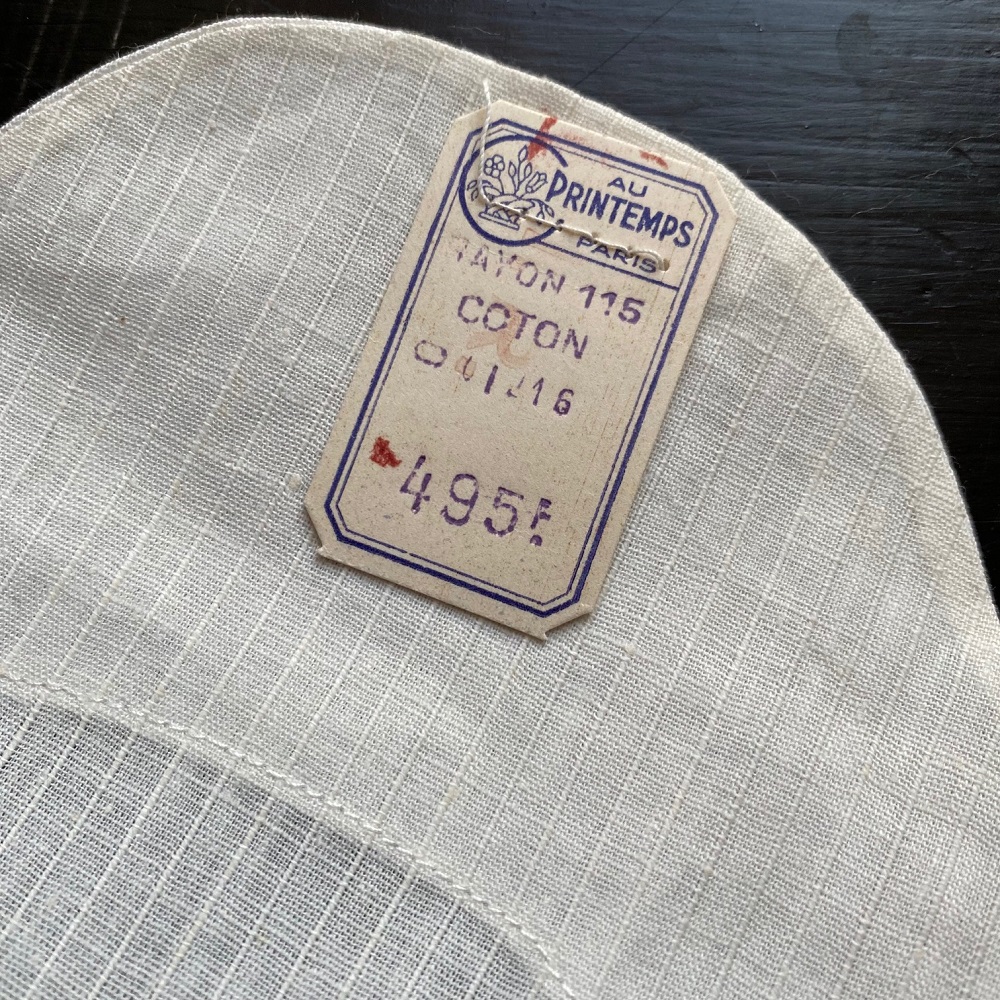 AU
PRINTEMPS
PARIS
RAYON 115
COTON
495F